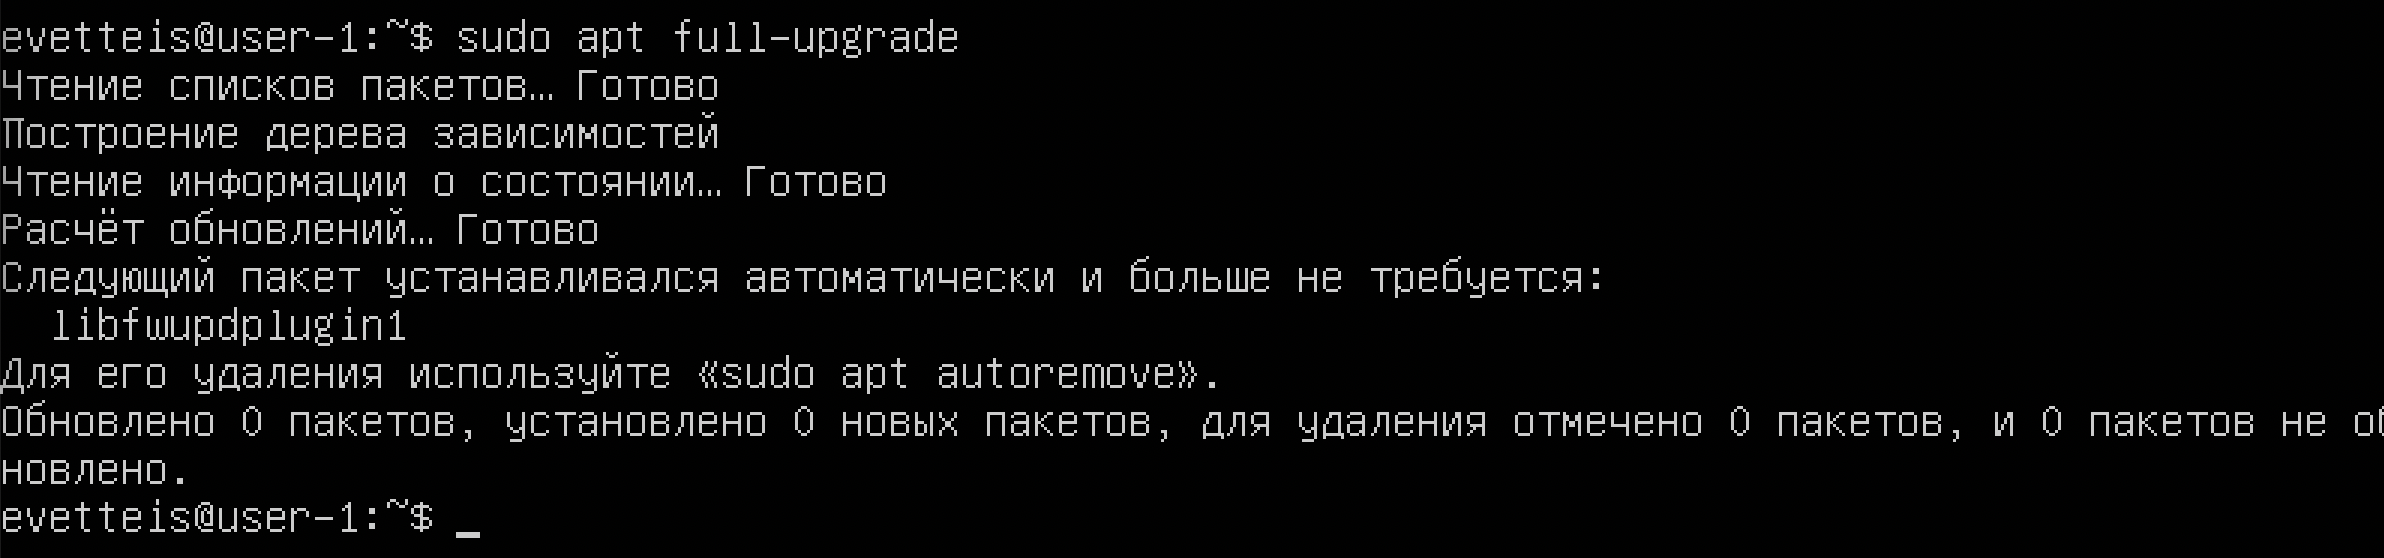 evetteis@user-1:~$ sudo apt full-upgrade
Чтение списков пакетов… Готово
Построение дерева зависимостей
Чтение информации о состоянии… Готово
Расчёт обновлений… Готово
Следующий пакет устанавливался автоматически и больше не требуется:
  libfwupdplugin1
Для его удаления используйте «sudo apt autoremove».
Обновлено 0 пакетов, установлено 0 новых пакетов, для удаления отмечено 0 пакетов, и 0 пакетов не об
новлено.
evetteis@user-1:~$ _